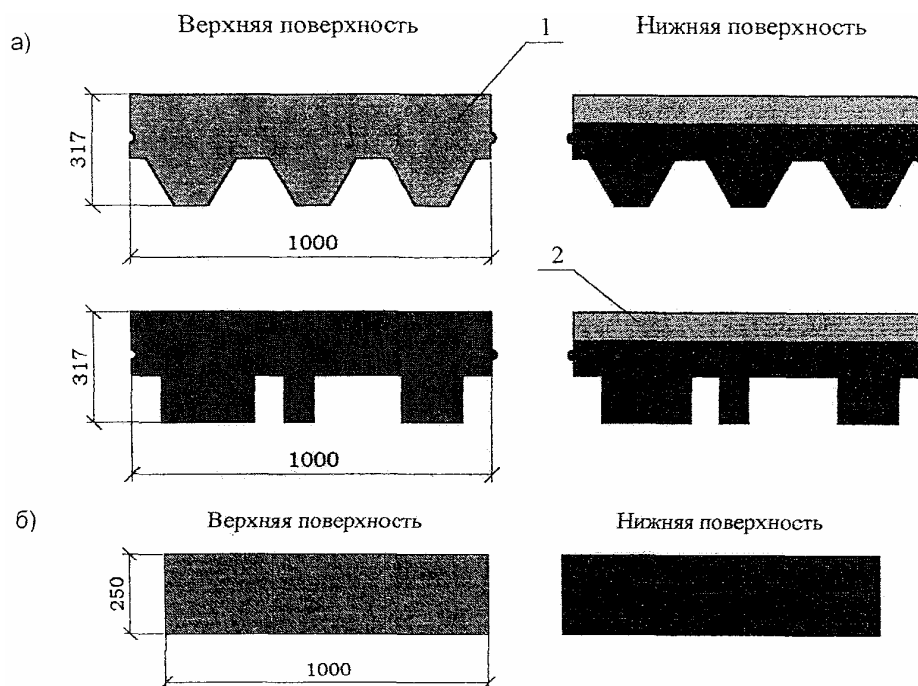 а)
Верхняя поверхность
Нижняя поверхность
1
317
1000
2
317
1000
б)
Верхняя поверхность
Нижняя поверхность
250
1000